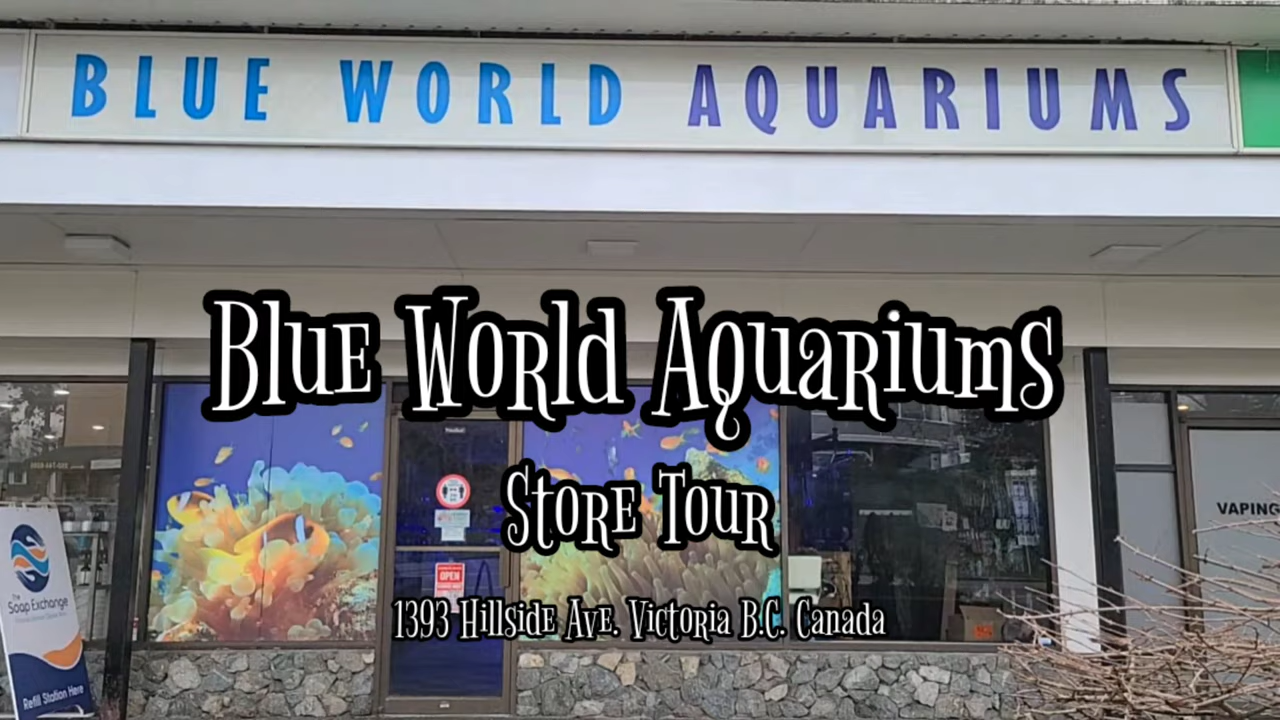 BLUE WORLD AQUARIUMS
Blue World Aquariums
Store Tour
1393 Hillside Ave. Victoria B.C. Canada
OPEN
VAPING
The
Soap Exchange
Refill Station Here